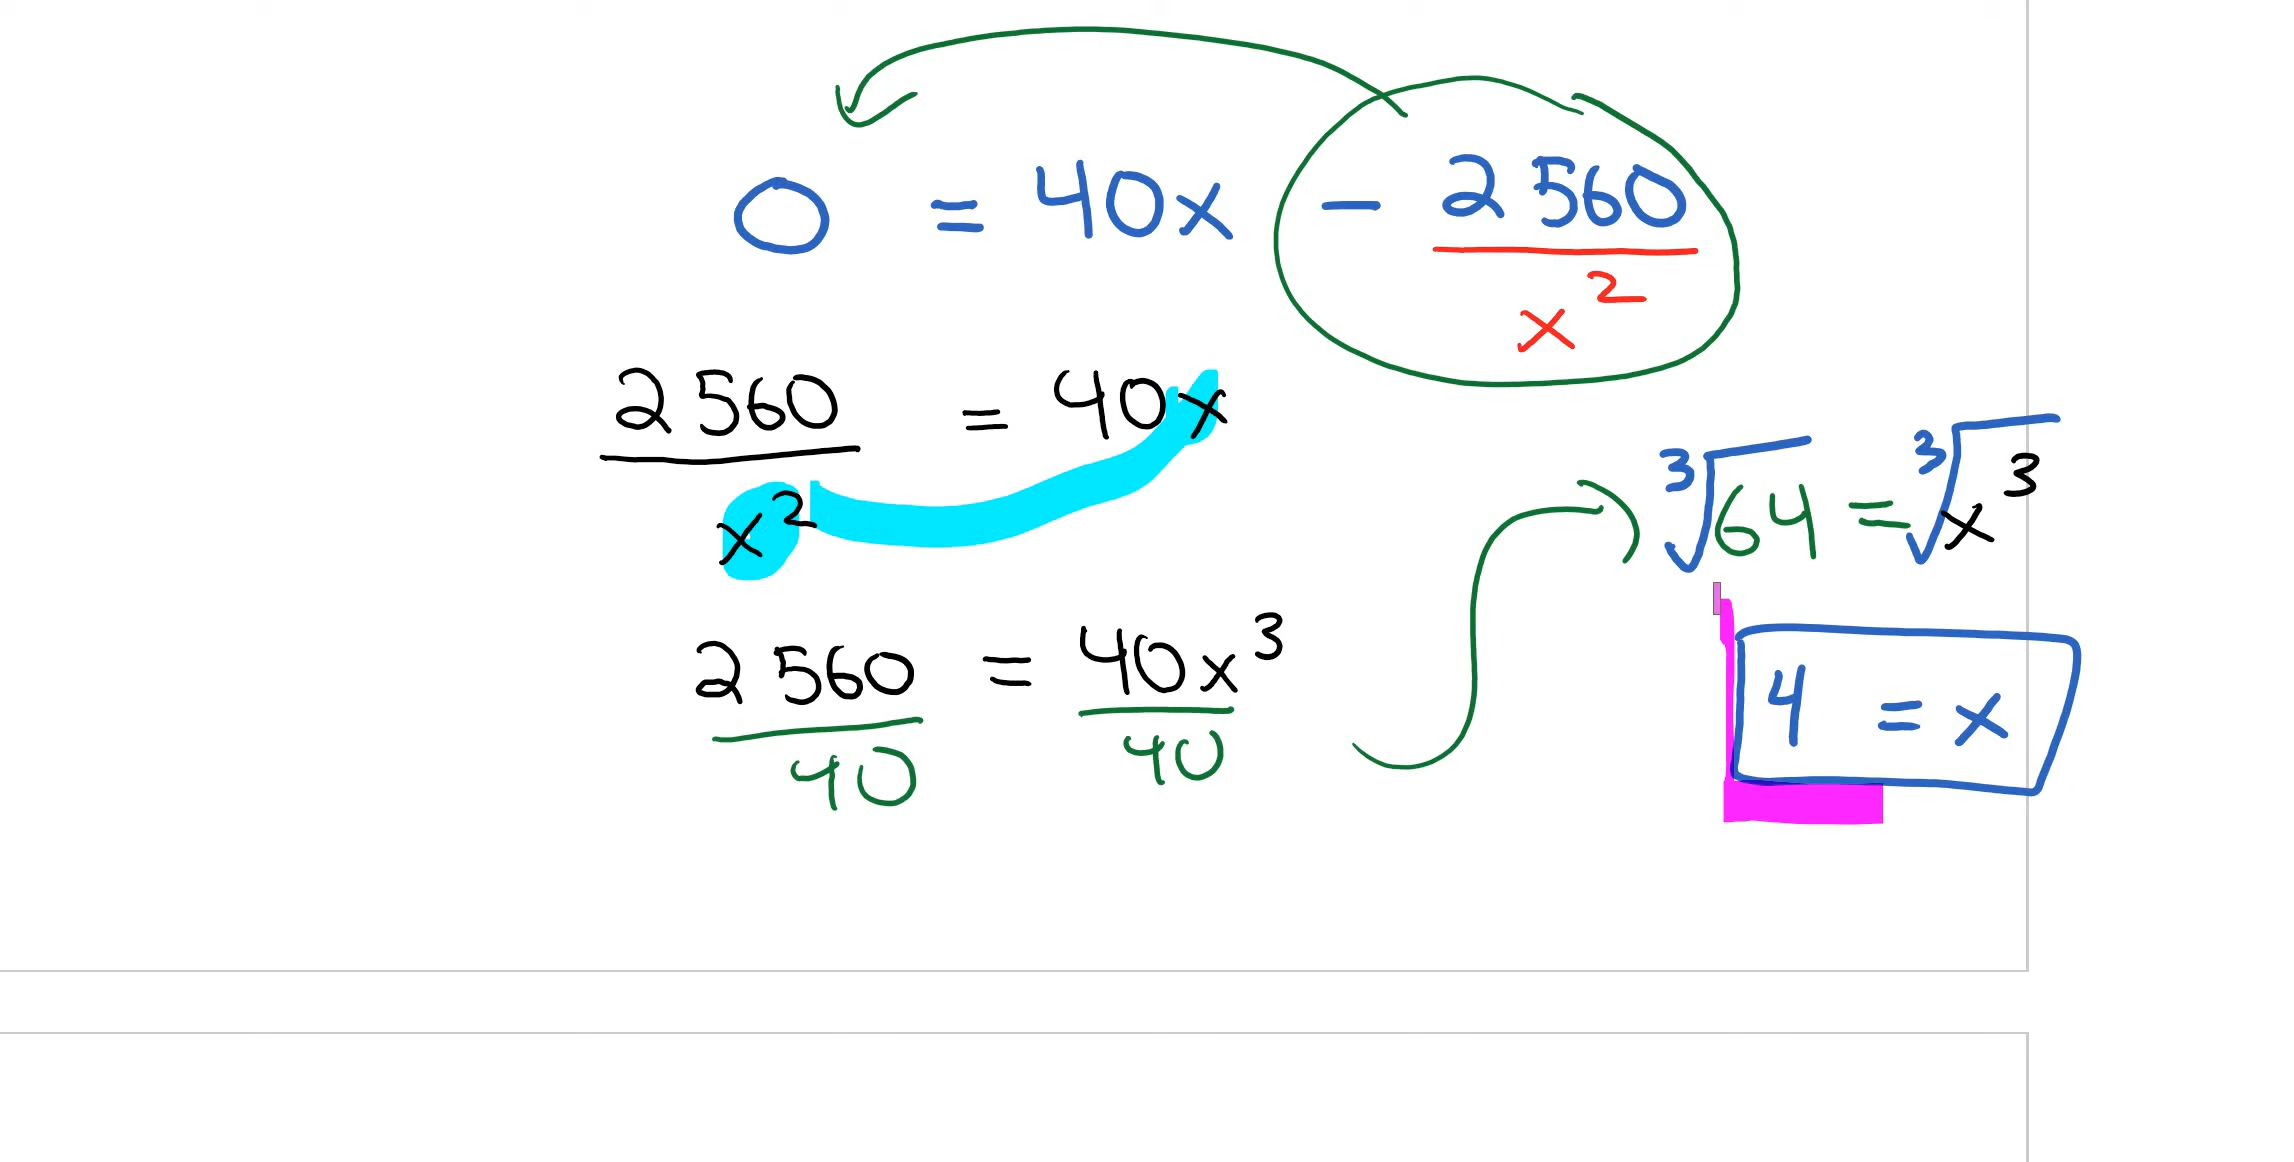 0 = 40x - 2560/x²
2560/x² = 40x
2560/40 = 40x³/40
∛64 = ∛x³
4 = x